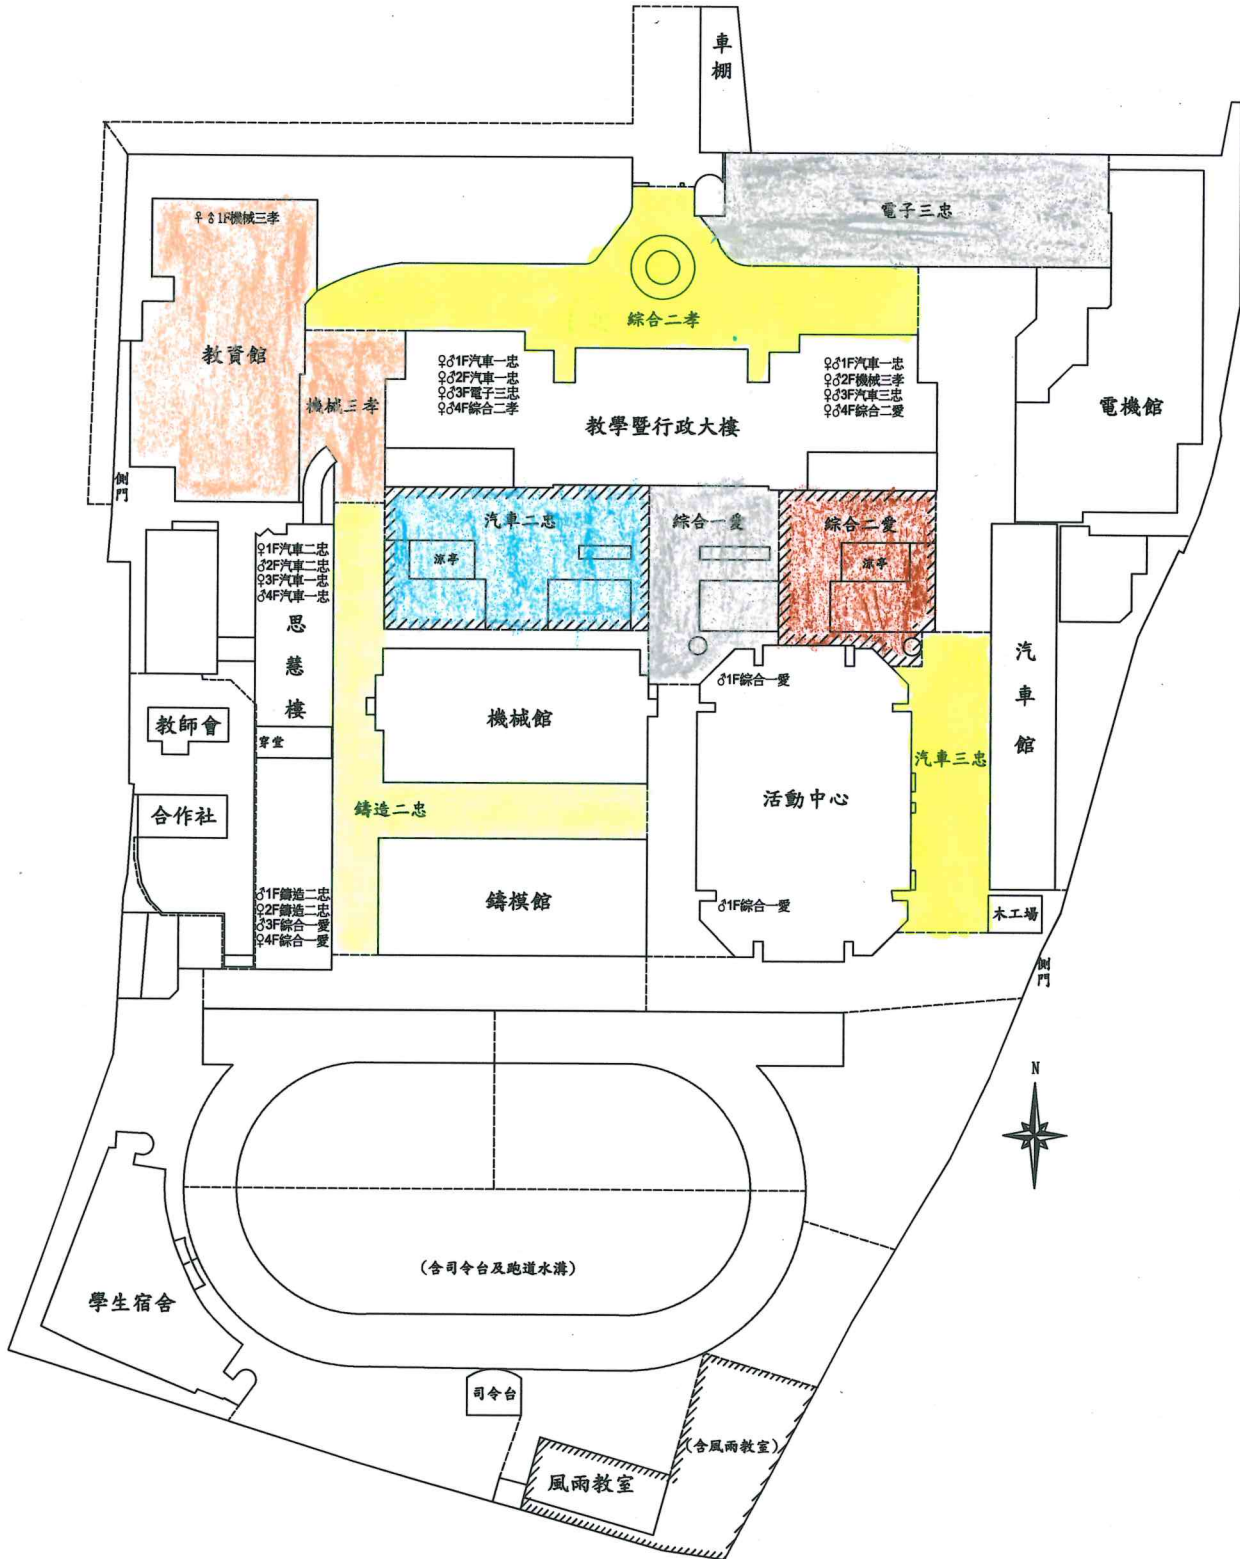 車棚
電子三忠
♀♂1F機械三孝
綜合二孝
教資館
機械三孝
♀♂1F汽車一忠
♀♂2F汽車一忠
♀♂3F電子三忠
♀♂4F綜合二孝
♀♂1F汽車一忠
♀♂2F機械三孝
♀♂3F汽車三忠
♀♂4F綜合二愛
教學暨行政大樓
電機館
側門
汽車二忠
涼亭
綜合一愛
綜合二愛
涼亭
♀1F汽車二忠
♂2F汽車二忠
♀3F汽車一忠
♂4F汽車一忠
思慧樓
汽車館
教師會
穿堂
機械館
♂1F綜合一愛
汽車三忠
合作社
鑄造二忠
活動中心
♂1F鑄造二忠
♀2F鑄造二忠
♂3F綜合一愛
♀4F綜合一愛
鑄模館
♂1F綜合一愛
木工場
側門
N
(含司令台及跑道水溝)
學生宿舍
司令台
(含風雨教室)
風雨教室